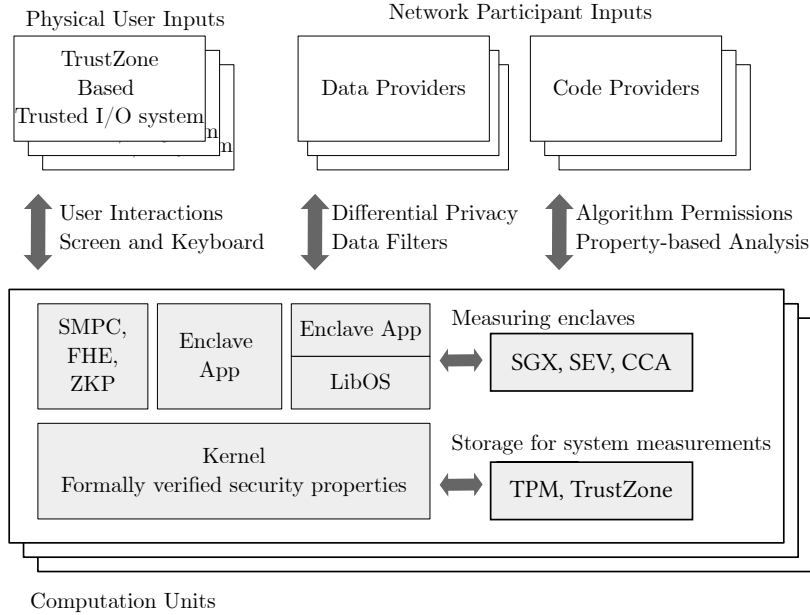 Physical User Inputs
Network Participant Inputs
TrustZone
Based
Trusted I/O system
m
m
Data Providers
Code Providers
User Interactions
Screen and Keyboard
Differential Privacy
Data Filters
Algorithm Permissions
Property-based Analysis
SMPC,
FHE,
ZKP
Enclave
App
Enclave App
LibOS
Measuring enclaves
SGX, SEV, CCA
Kernel
Formally verified security properties
Storage for system measurements
TPM, TrustZone
Computation Units